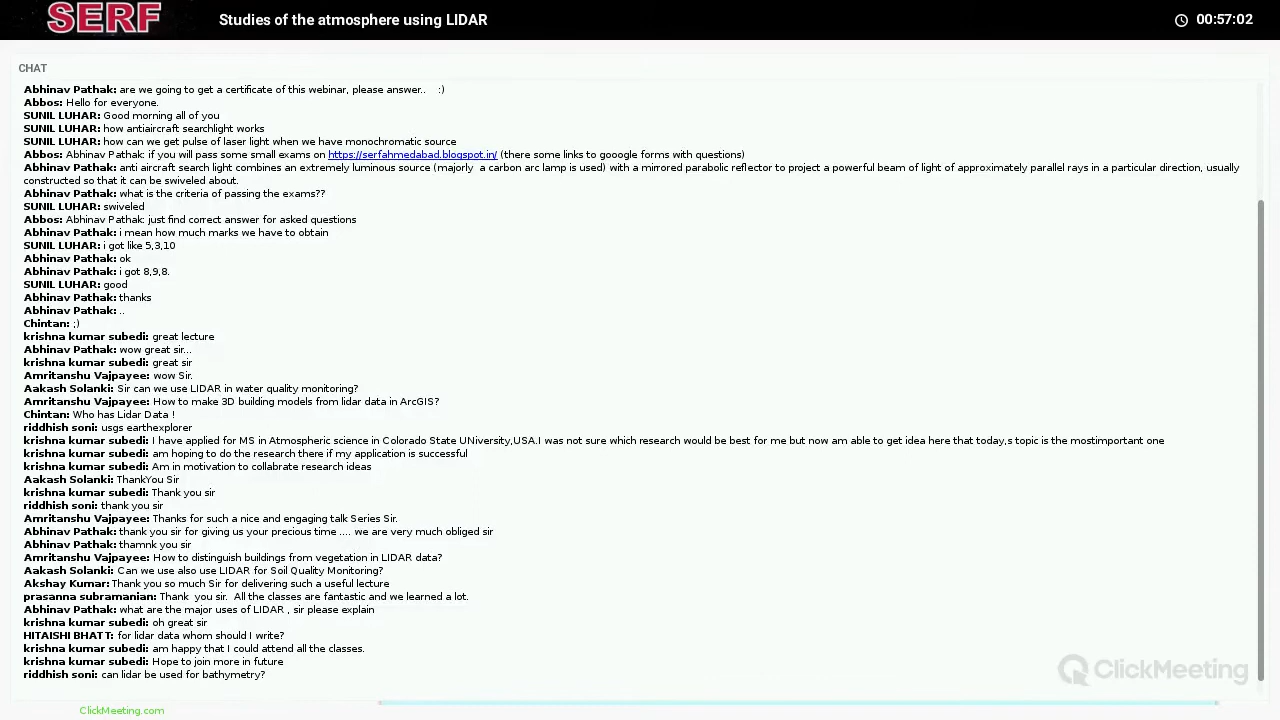 SERF
Studies of the atmosphere using LIDAR
00:57:02
CHAT
Abhinav Pathak: are we going to get a certificate of this webinar, please answer.. :)
Abbos: Hello for everyone.
SUNIL LUHAR: Good morning all of you
SUNIL LUHAR: how antiaircraft searchlight works
SUNIL LUHAR: how can we get pulse of laser light when we have monochromatic source
Abbos: Abhinav Pathak: if you will pass some small exams on https://serfahmedabad.blogspot.in/ (there some links to gooogle forms with questions)
Abhinav Pathak: anti aircraft search light combines an extremely luminous source (majorly a carbon arc lamp is used) with a mirrored parabolic reflector to project a powerful beam of light of approximately parallel rays in a particular direction, usually
constructed so that it can be swiveled about.
Abhinav Pathak: what is the criteria of passing the exams??
SUNIL LUHAR: swiveled
Abbos: Abhinav Pathak: just find correct answer for asked questions
Abhinav Pathak: i mean how much marks we have to obtain
SUNIL LUHAR: i got like 5,3,10
Abhinav Pathak: ok
Abhinav Pathak: i got 8,9,8.
SUNIL LUHAR: good
Abhinav Pathak: thanks
Abhinav Pathak: ..
Chintan: ;)
krishna kumar subedi: great lecture
Abhinav Pathak: wow great sir...
krishna kumar subedi: great sir
Amritanshu Vajpayee: wow Sir.
Aakash Solanki: Sir can we use LIDAR in water quality monitoring?
Amritanshu Vajpayee: How to make 3D building models from lidar data in ArcGIS?
Chintan: Who has Lidar Data !
riddhish soni: usgs earthexplorer
krishna kumar subedi: I have applied for MS in Atmospheric science in Colorado State UNiversity,USA.I was not sure which research would be best for me but now am able to get idea here that today,s topic is the mostimportant one
krishna kumar subedi: am hoping to do the research there if my application is successful
krishna kumar subedi: Am in motivation to collabrate research ideas
Aakash Solanki: ThankYou Sir
krishna kumar subedi: Thank you sir
riddhish soni: thank you sir
Amritanshu Vajpayee: Thanks for such a nice and engaging talk Series Sir.
Abhinav Pathak: thank you sir for giving us your precious time .... we are very much obliged sir
Abhinav Pathak: thamnk you sir
Amritanshu Vajpayee: How to distinguish buildings from vegetation in LIDAR data?
Aakash Solanki: Can we use also use LIDAR for Soil Quality Monitoring?
Akshay Kumar: Thank you so much Sir for delivering such a useful lecture
prasanna subramanian: Thank you sir. All the classes are fantastic and we learned a lot.
Abhinav Pathak: what are the major uses of LIDAR , sir please explain
krishna kumar subedi: oh great sir
HITAISHI BHATT: for lidar data whom should I write?
krishna kumar subedi: am happy that I could attend all the classes.
krishna kumar subedi: Hope to join more in future
riddhish soni: can lidar be used for bathymetry?
ClickMeeting
ClickMeeting.com